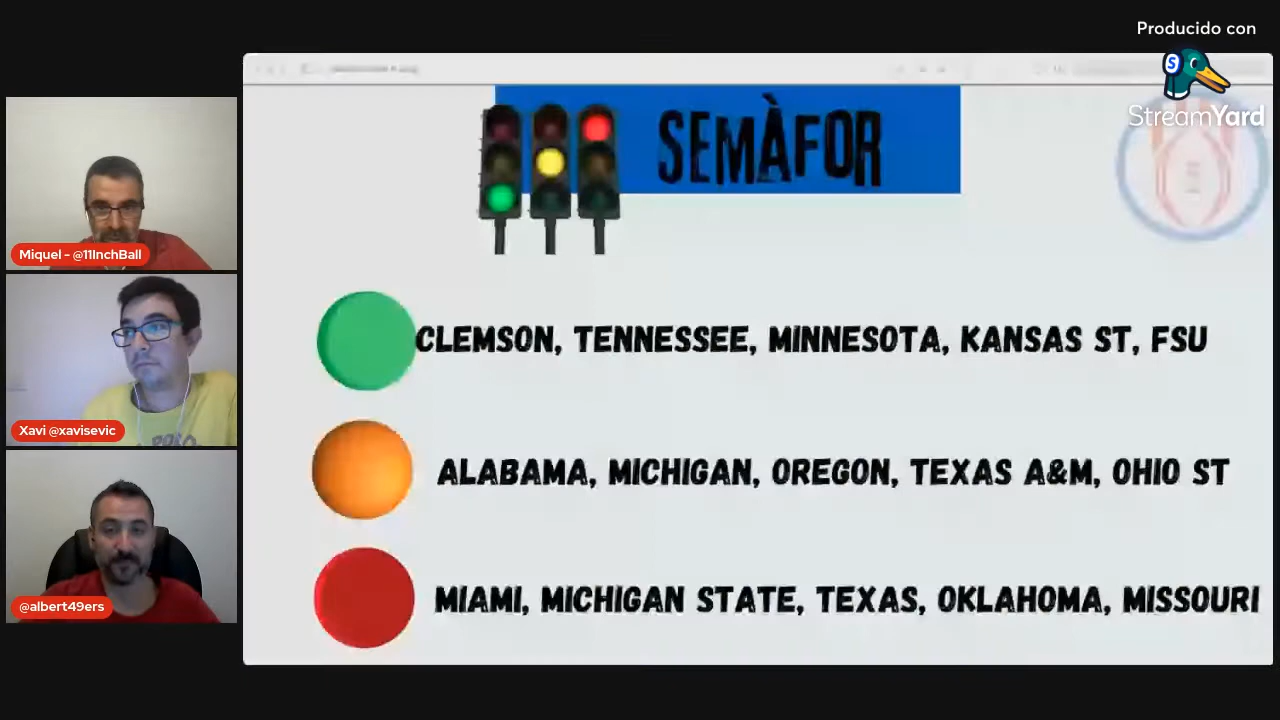 Producido con
StreamYard
SEMÀFOR
CLEMSON, TENNESSEE, MINNESOTA, KANSAS ST, FSU
ALABAMA, MICHIGAN, OREGON, TEXAS A&M, OHIO ST
MIAMI, MICHIGAN STATE, TEXAS, OKLAHOMA, MISSOURI
Miquel - @11InchBall
Xavi @xavisevic
@albert49ers